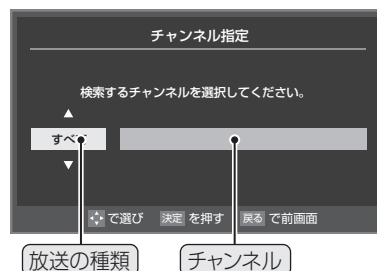 チャンネル指定
検索するチャンネルを選択してください。
すべて
で選び 決定 を押す 戻る で前画面
放送の種類 チャンネル